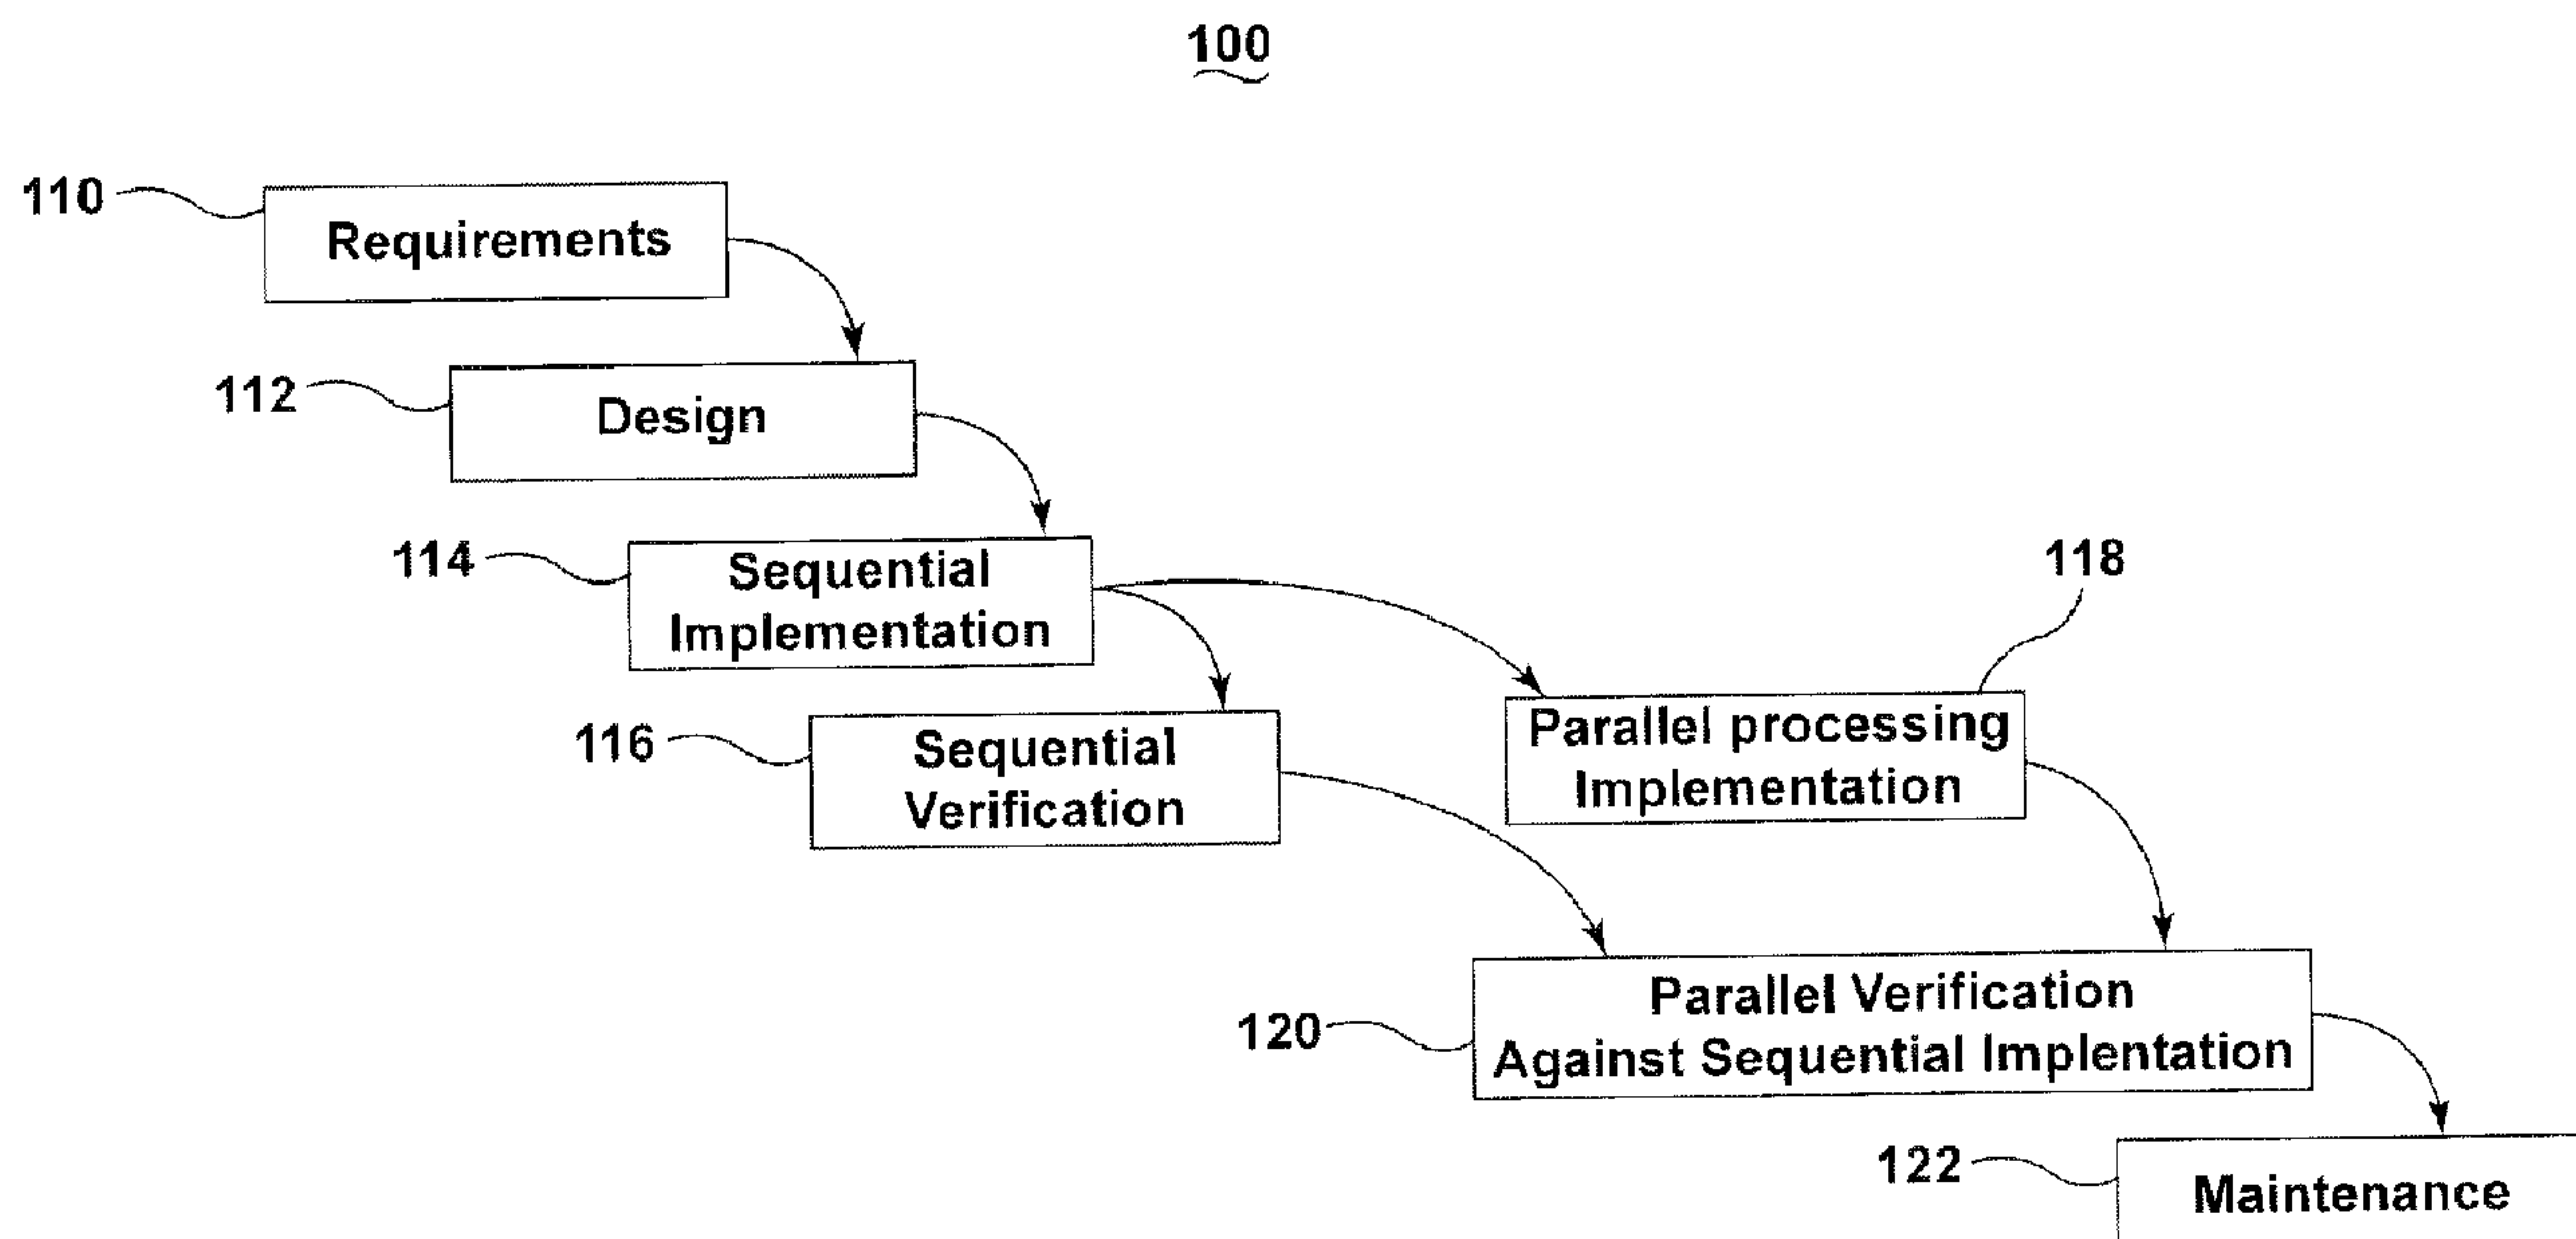 100
110
Requirements
112
Design
114
Sequential
Implementation
118
116
Sequential
Verification
Parallel processing
Implementation
120
Parallel Verification
Against Sequential Implentation
122
Maintenance